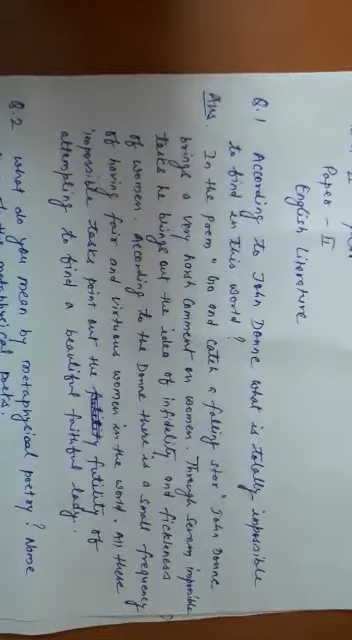 Paper - II
English Literature
Q.1 According to John Donne what is totally impossible
to find in this world?
Ans. In the poem "Go and catch a falling star" John Donne
brings a very harsh comment on women. Through seven impossible
tasks he brings out the idea of infidelity and fickleness
of women. According to the Donne there is a small frequency
of having fair and virtuous women in the world. All these
impossible tasks point out the futility of
attempting to find a beautiful faithful lady.
Q.2 What do you mean by metaphysical poetry? Name
metaphysical poets.